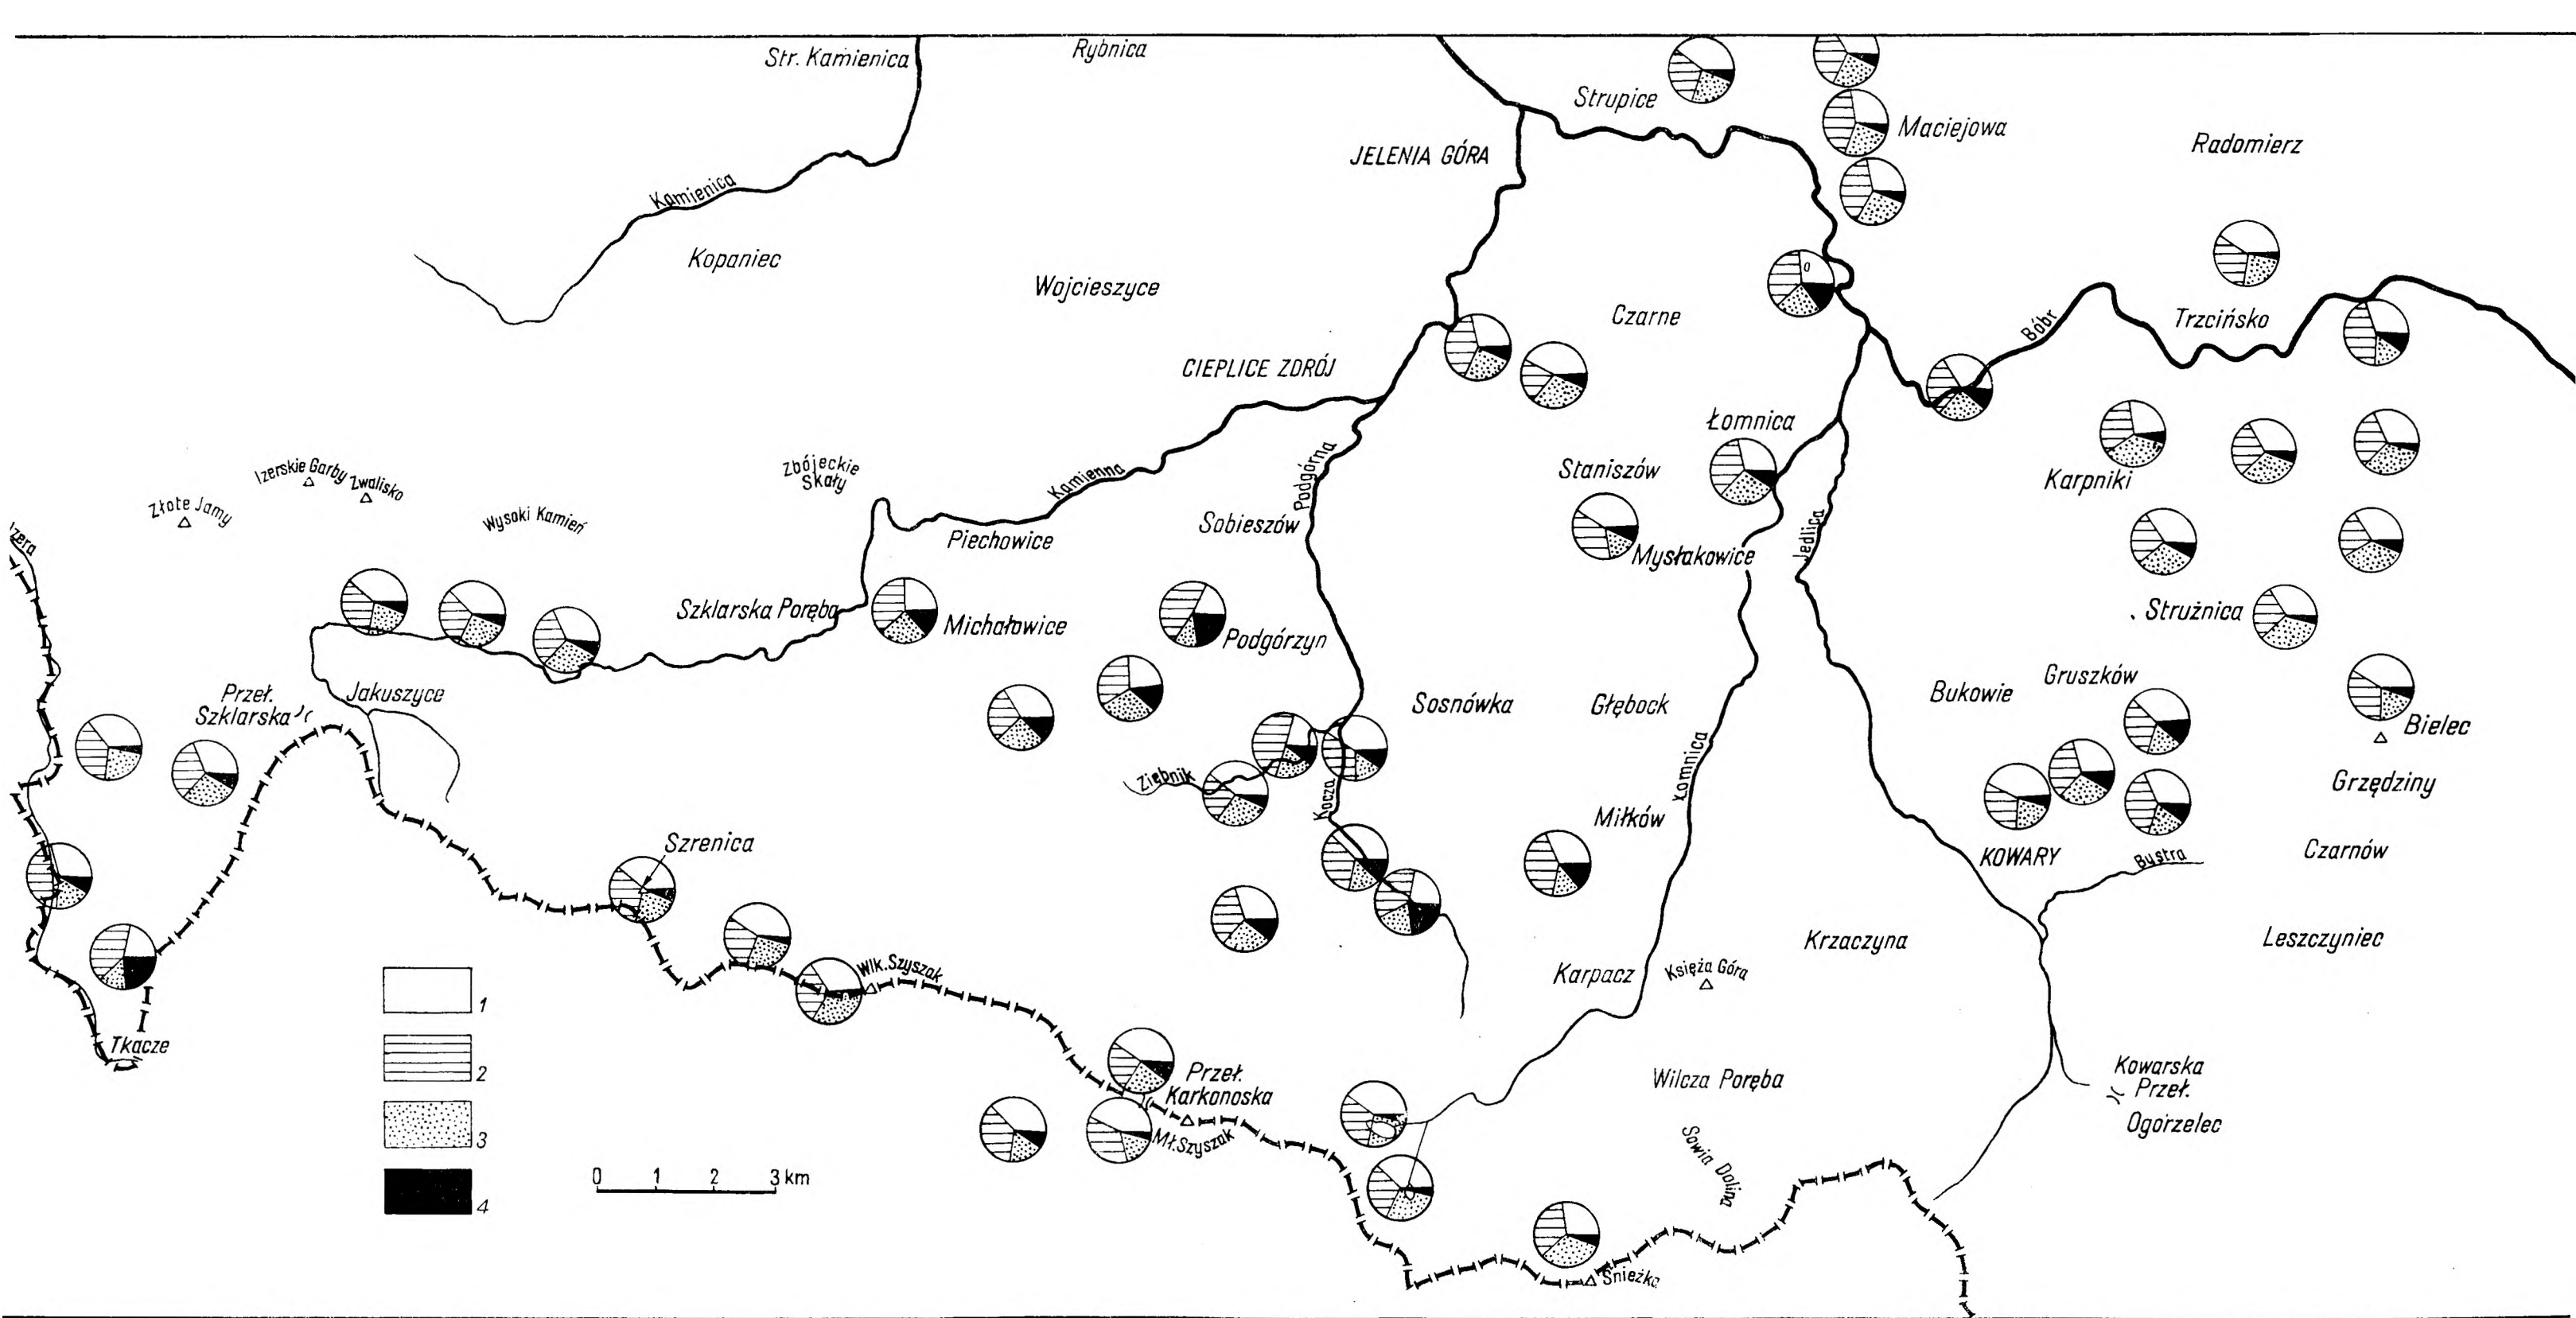 Str. Kamienica
Rybnica
Strupice
Maciejowa
JELENIA GÓRA
Radomierz
Kamienica
Kopaniec
Wojcieszyce
0
Czarne
Bóbr
Trzcińsko
CIEPLICE ZDRÓJ
Łomnica
Zbójeckie
Skały
Izerskie Garby
Zwalisko
Złote Jamy
Wysoki Kamień
Kamienna
Podgórna
Staniszów
Karpniki
Izera
Piechowice
Sobieszów
Mysłakowice
Jedlica
Szklarska Poręba
Michałowice
Podgórzyn
Strużnica
Przeł.
Szklarska
Jakuszyce
Sosnówka
Głębock
Bukowie
Gruszków
Bielec
Ziębnik
Kocza
Łomnica
Grzędziny
Miłków
Szrenica
KOWARY
Bystra
Czarnów
Wlk. Szyszak
Karpacz
Księża Góra
Krzaczyna
Leszczyniec
1
2
3
4
Tkacze
Przeł.
Karkonoska
Mł. Szyszak
Wilcza Poręba
Kowarska
Przeł.
Ogorzelec
Sowia Dolina
0 1 2 3 km
Śnieżka